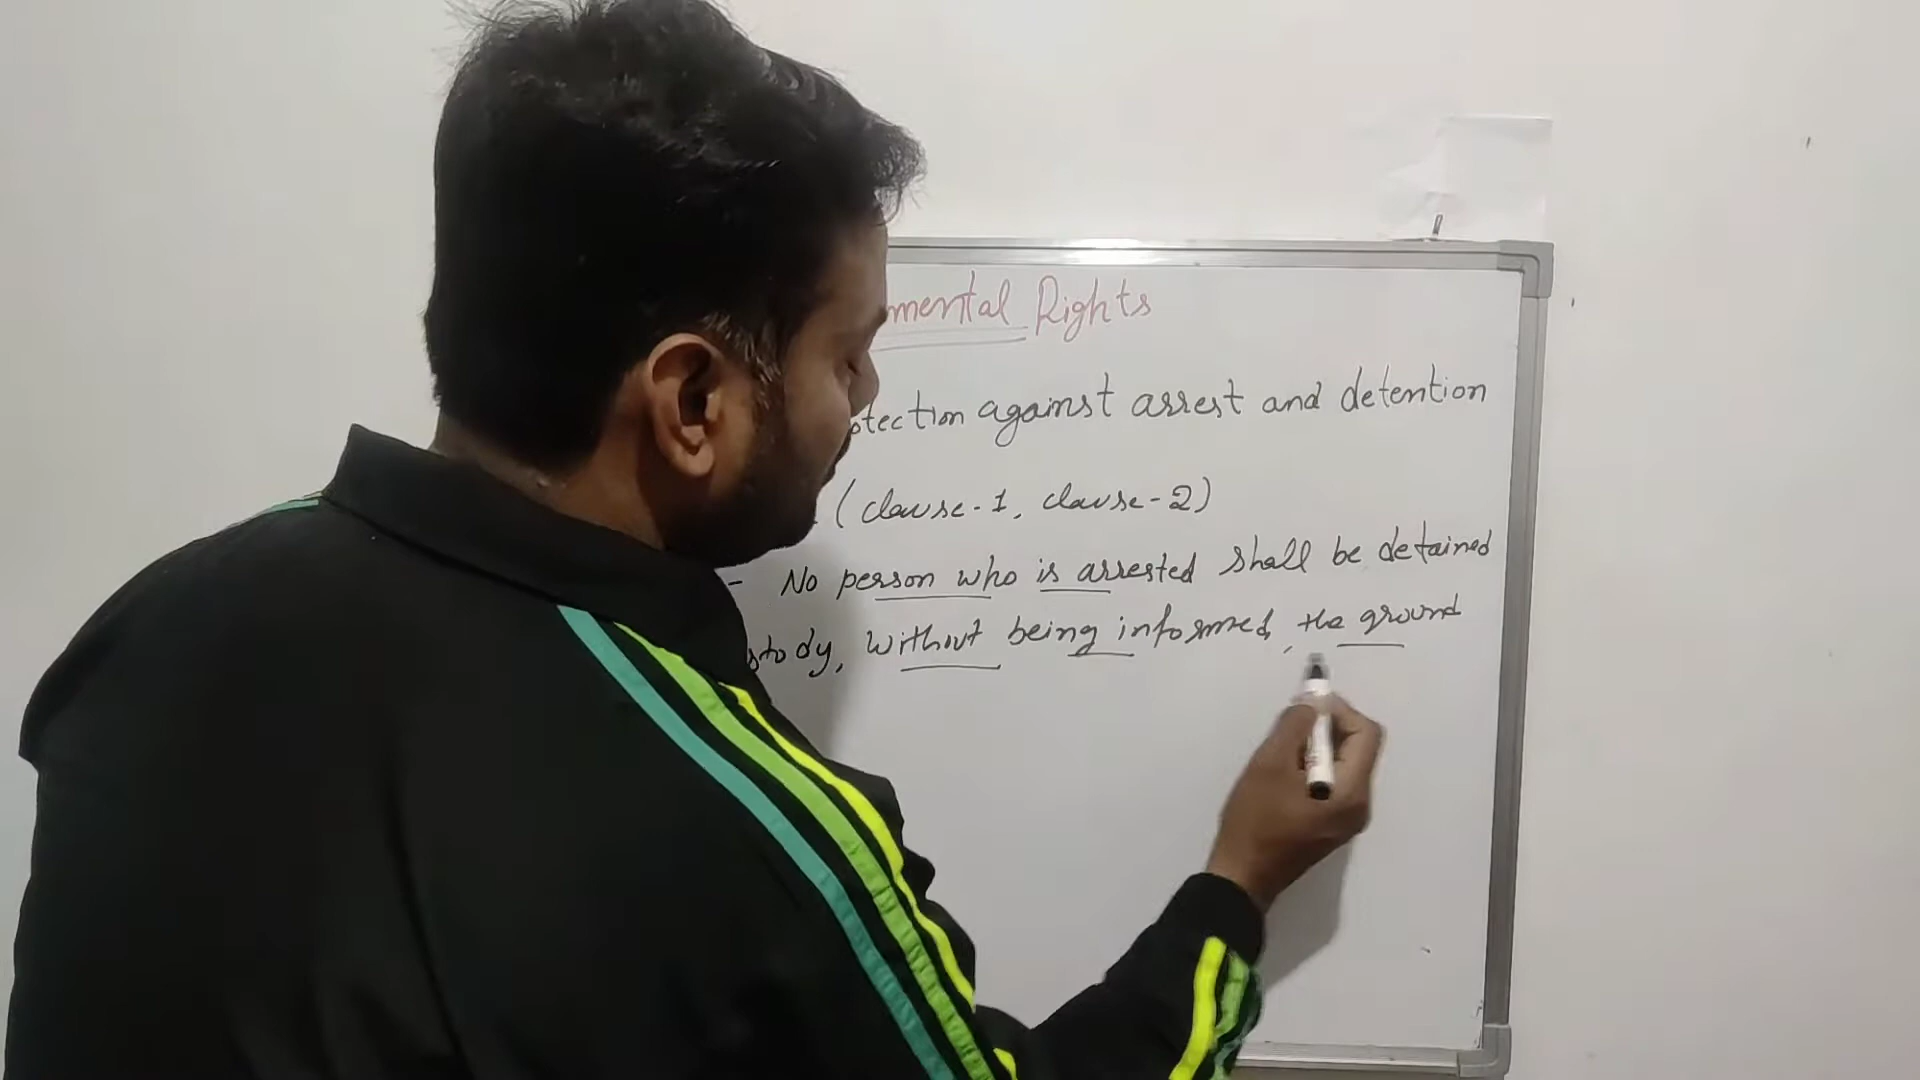 mental Rights
otection against arrest and detention
(clause-1, clause-2)
- No person who is arrested shall be detained
stody, without being informed, the ground